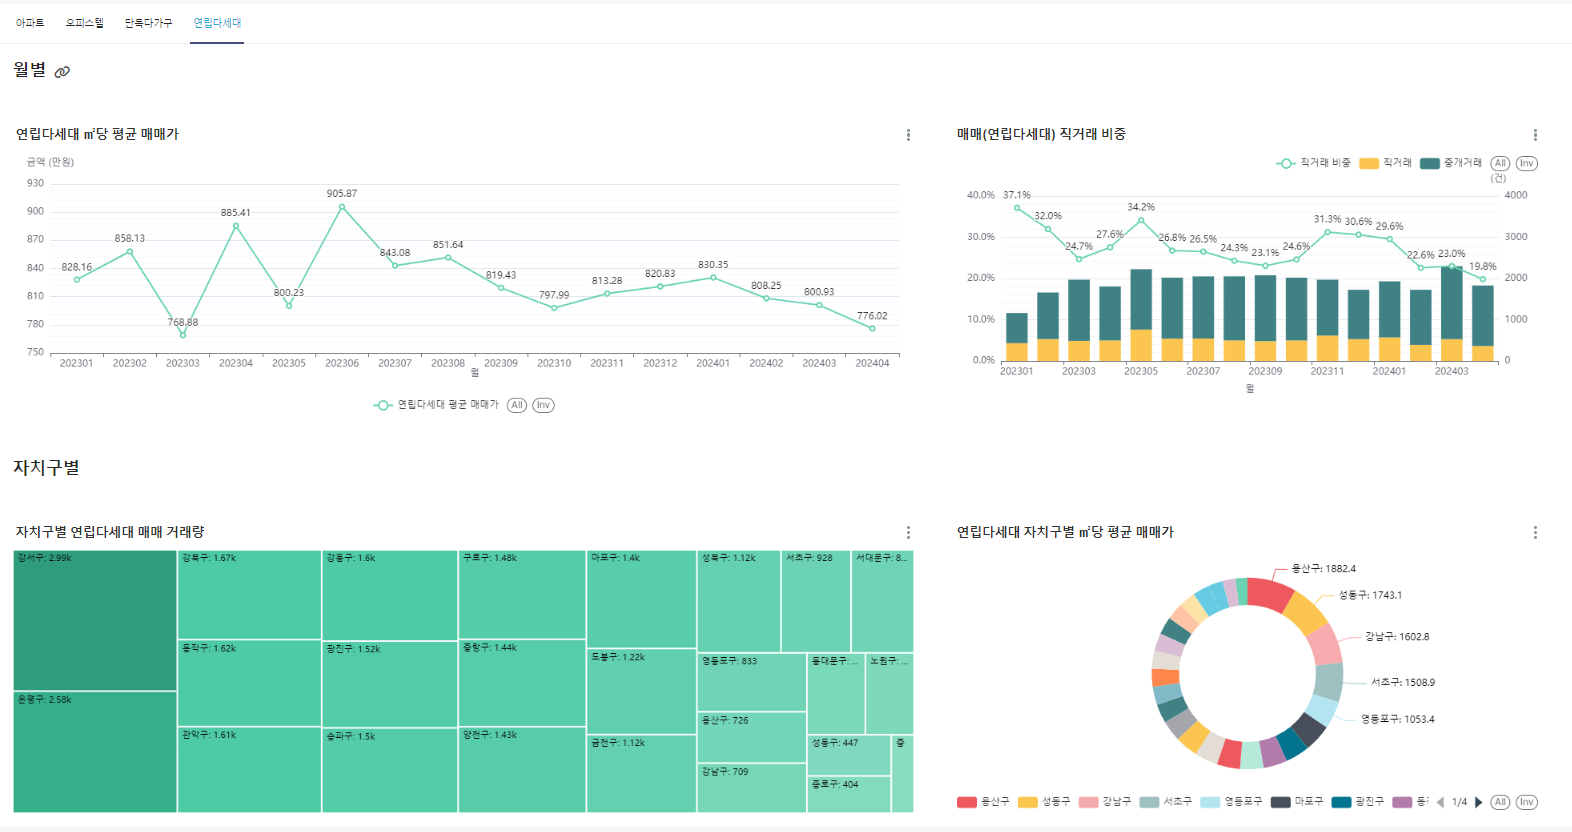 아파트 오피스텔 단독다가구 연립다세대
월별
연립다세대 ㎡당 평균 매매가
금액 (만원)
930
900
870
840
810
780
750
828.16
858.13
768.88
885.41
800.23
905.87
843.08
851.64
819.43
797.99
813.28
820.83
830.35
808.25
800.93
776.02
202301 202302 202303 202304 202305 202306 202307 202308 202309 202310 202311 202312 202401 202402 202403 202404
월
연립다세대 평균 매매가 All Inv
매매(연립다세대) 직거래 비중
직거래 비중 직거래 중개거래 All Inv
(건)
40.0%
30.0%
20.0%
10.0%
0.0%
37.1%
32.0%
24.7%
27.6%
34.2%
26.8%
26.5%
24.3%
23.1%
24.6%
31.3%
30.6%
29.6%
22.6%
23.0%
19.8%
4000
3000
2000
1000
0
202301 202303 202305 202307 202309 202311 202401 202403
월
자치구별
자치구별 연립다세대 매매 거래량
강서구: 2.99k
은평구: 2.58k
강북구: 1.67k
동작구: 1.62k
관악구: 1.61k
강동구: 1.6k
광진구: 1.52k
송파구: 1.5k
구로구: 1.48k
중랑구: 1.44k
양천구: 1.43k
마포구: 1.4k
도봉구: 1.22k
금천구: 1.12k
성북구: 1.12k
서초구: 928
서대문구: 8...
영등포구: 833
용산구: 726
강남구: 709
동대문구: ...
노원구: ...
성동구: 447
종로구: 404
중
연립다세대 자치구별 ㎡당 평균 매매가
용산구: 1882.4
성동구: 1743.1
강남구: 1602.8
서초구: 1508.9
영등포구: 1053.4
용산구 성동구 강남구 서초구 영등포구 마포구 광진구 1/4 All Inv